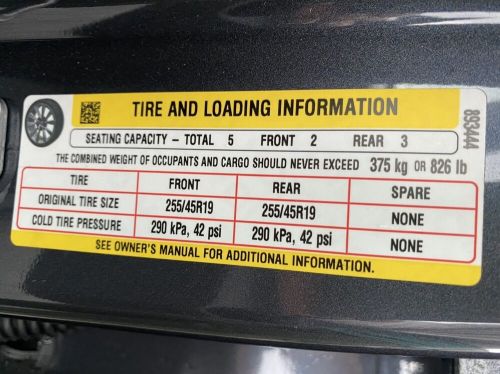 TIRE AND LOADING INFORMATION
893444
SEATING CAPACITY – TOTAL 5 FRONT 2 REAR 3
THE COMBINED WEIGHT OF OCCUPANTS AND CARGO SHOULD NEVER EXCEED 375 kg OR 826 lb
TIRE FRONT REAR SPARE
ORIGINAL TIRE SIZE 255/45R19 255/45R19 NONE
COLD TIRE PRESSURE 290 kPa, 42 psi 290 kPa, 42 psi NONE
SEE OWNER'S MANUAL FOR ADDITIONAL INFORMATION.